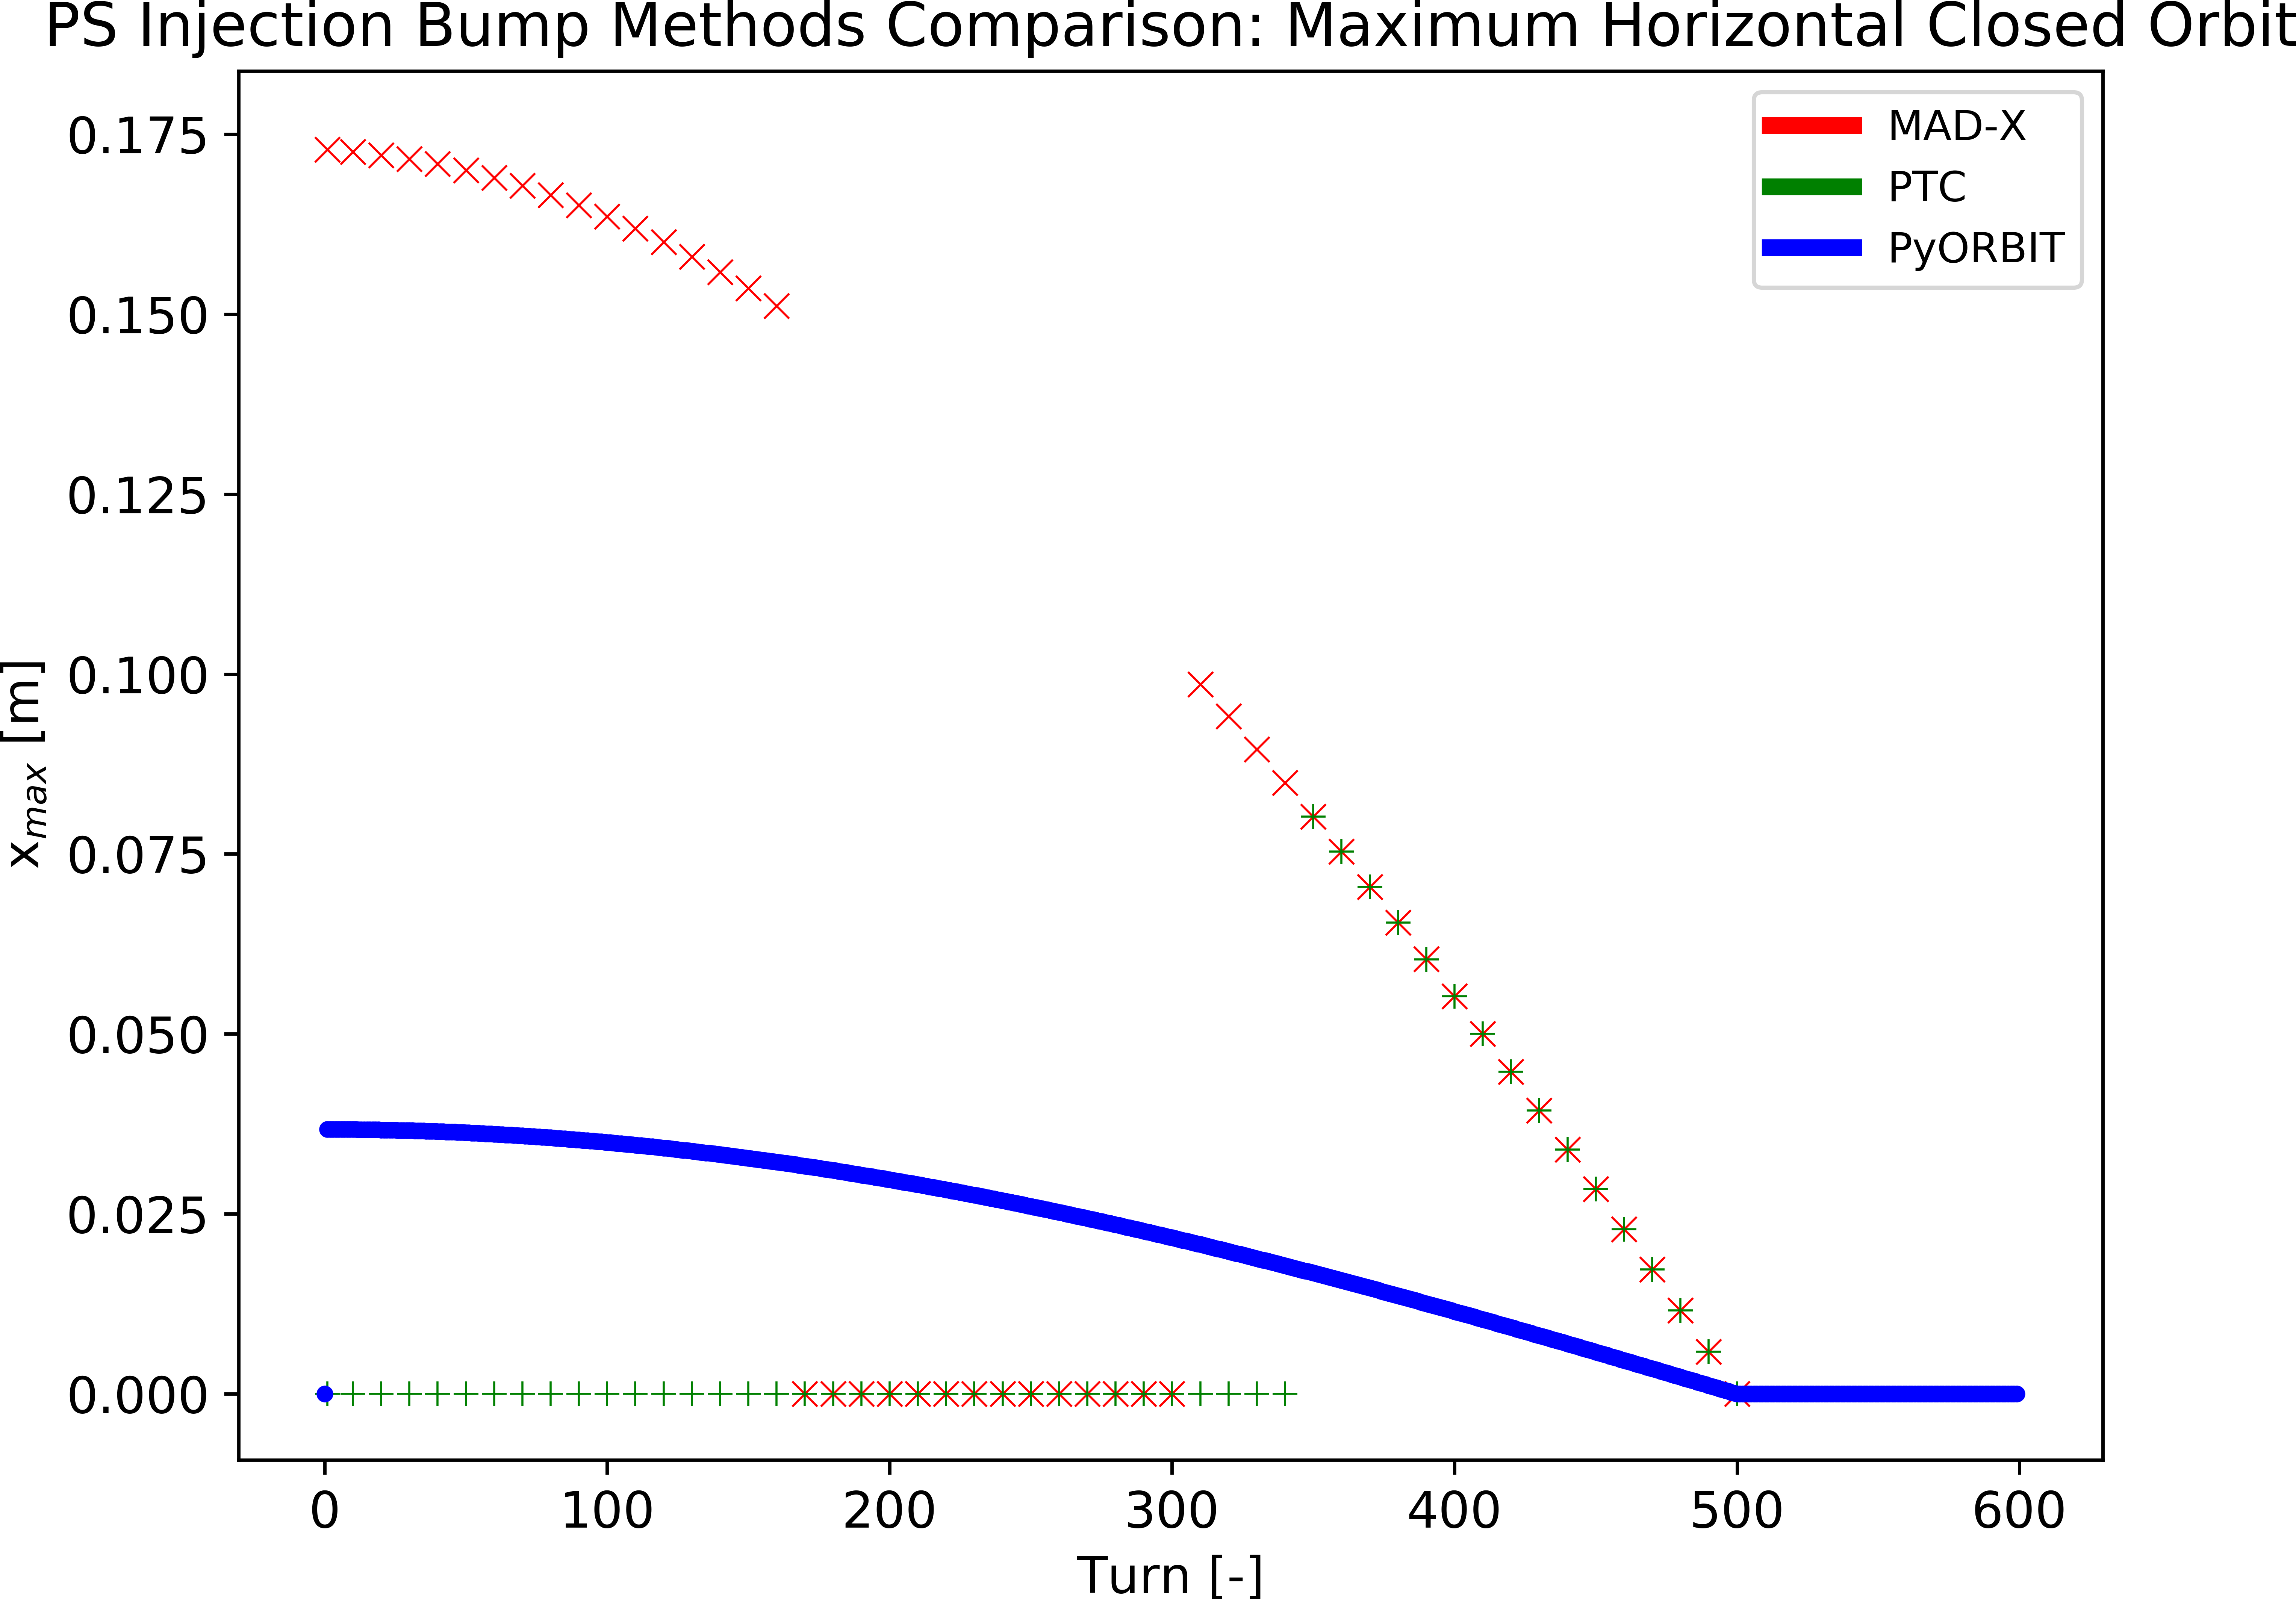 PS Injection Bump Methods Comparison: Maximum Horizontal Closed Orbit
MAD-X
PTC
PyORBIT
x_max [m]
0.175
0.150
0.125
0.100
0.075
0.050
0.025
0.000
0 100 200 300 400 500 600
Turn [-]